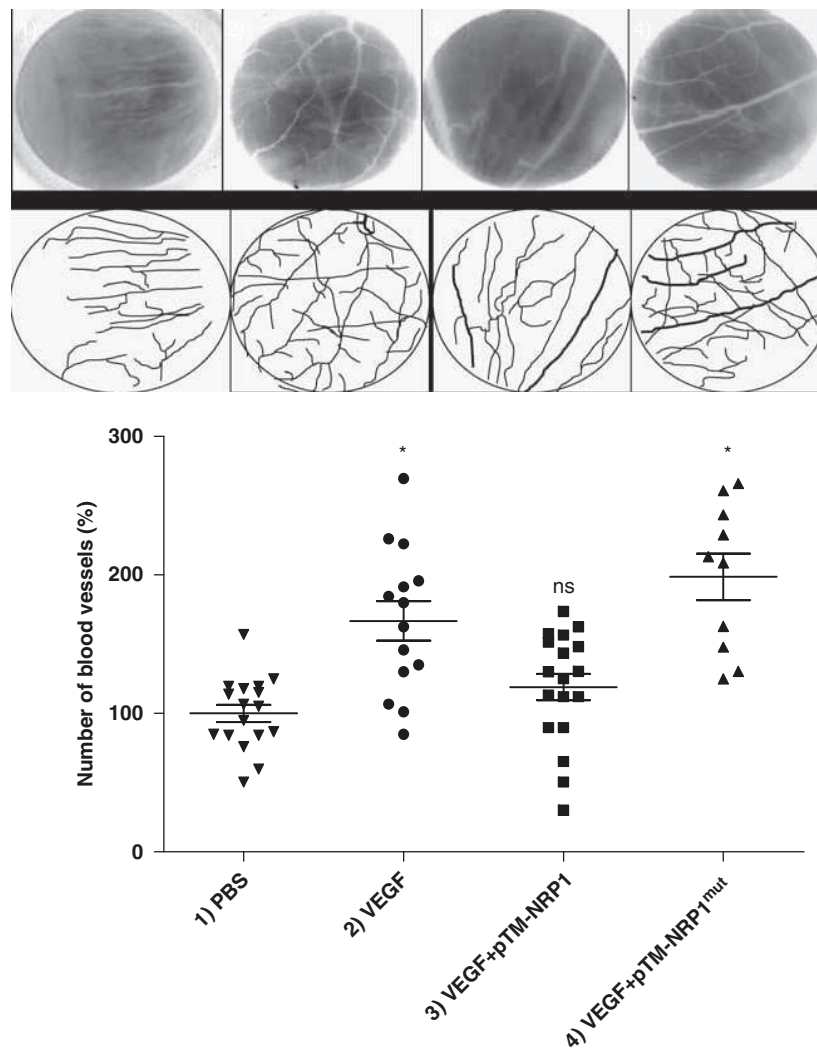 1)
2)
3)
4)
Number of blood vessels (%)
300
200
100
0
*
ns
*
1) PBS
2) VEGF
3) VEGF+pTM-NRP1
4) VEGF+pTM-NRP1mut